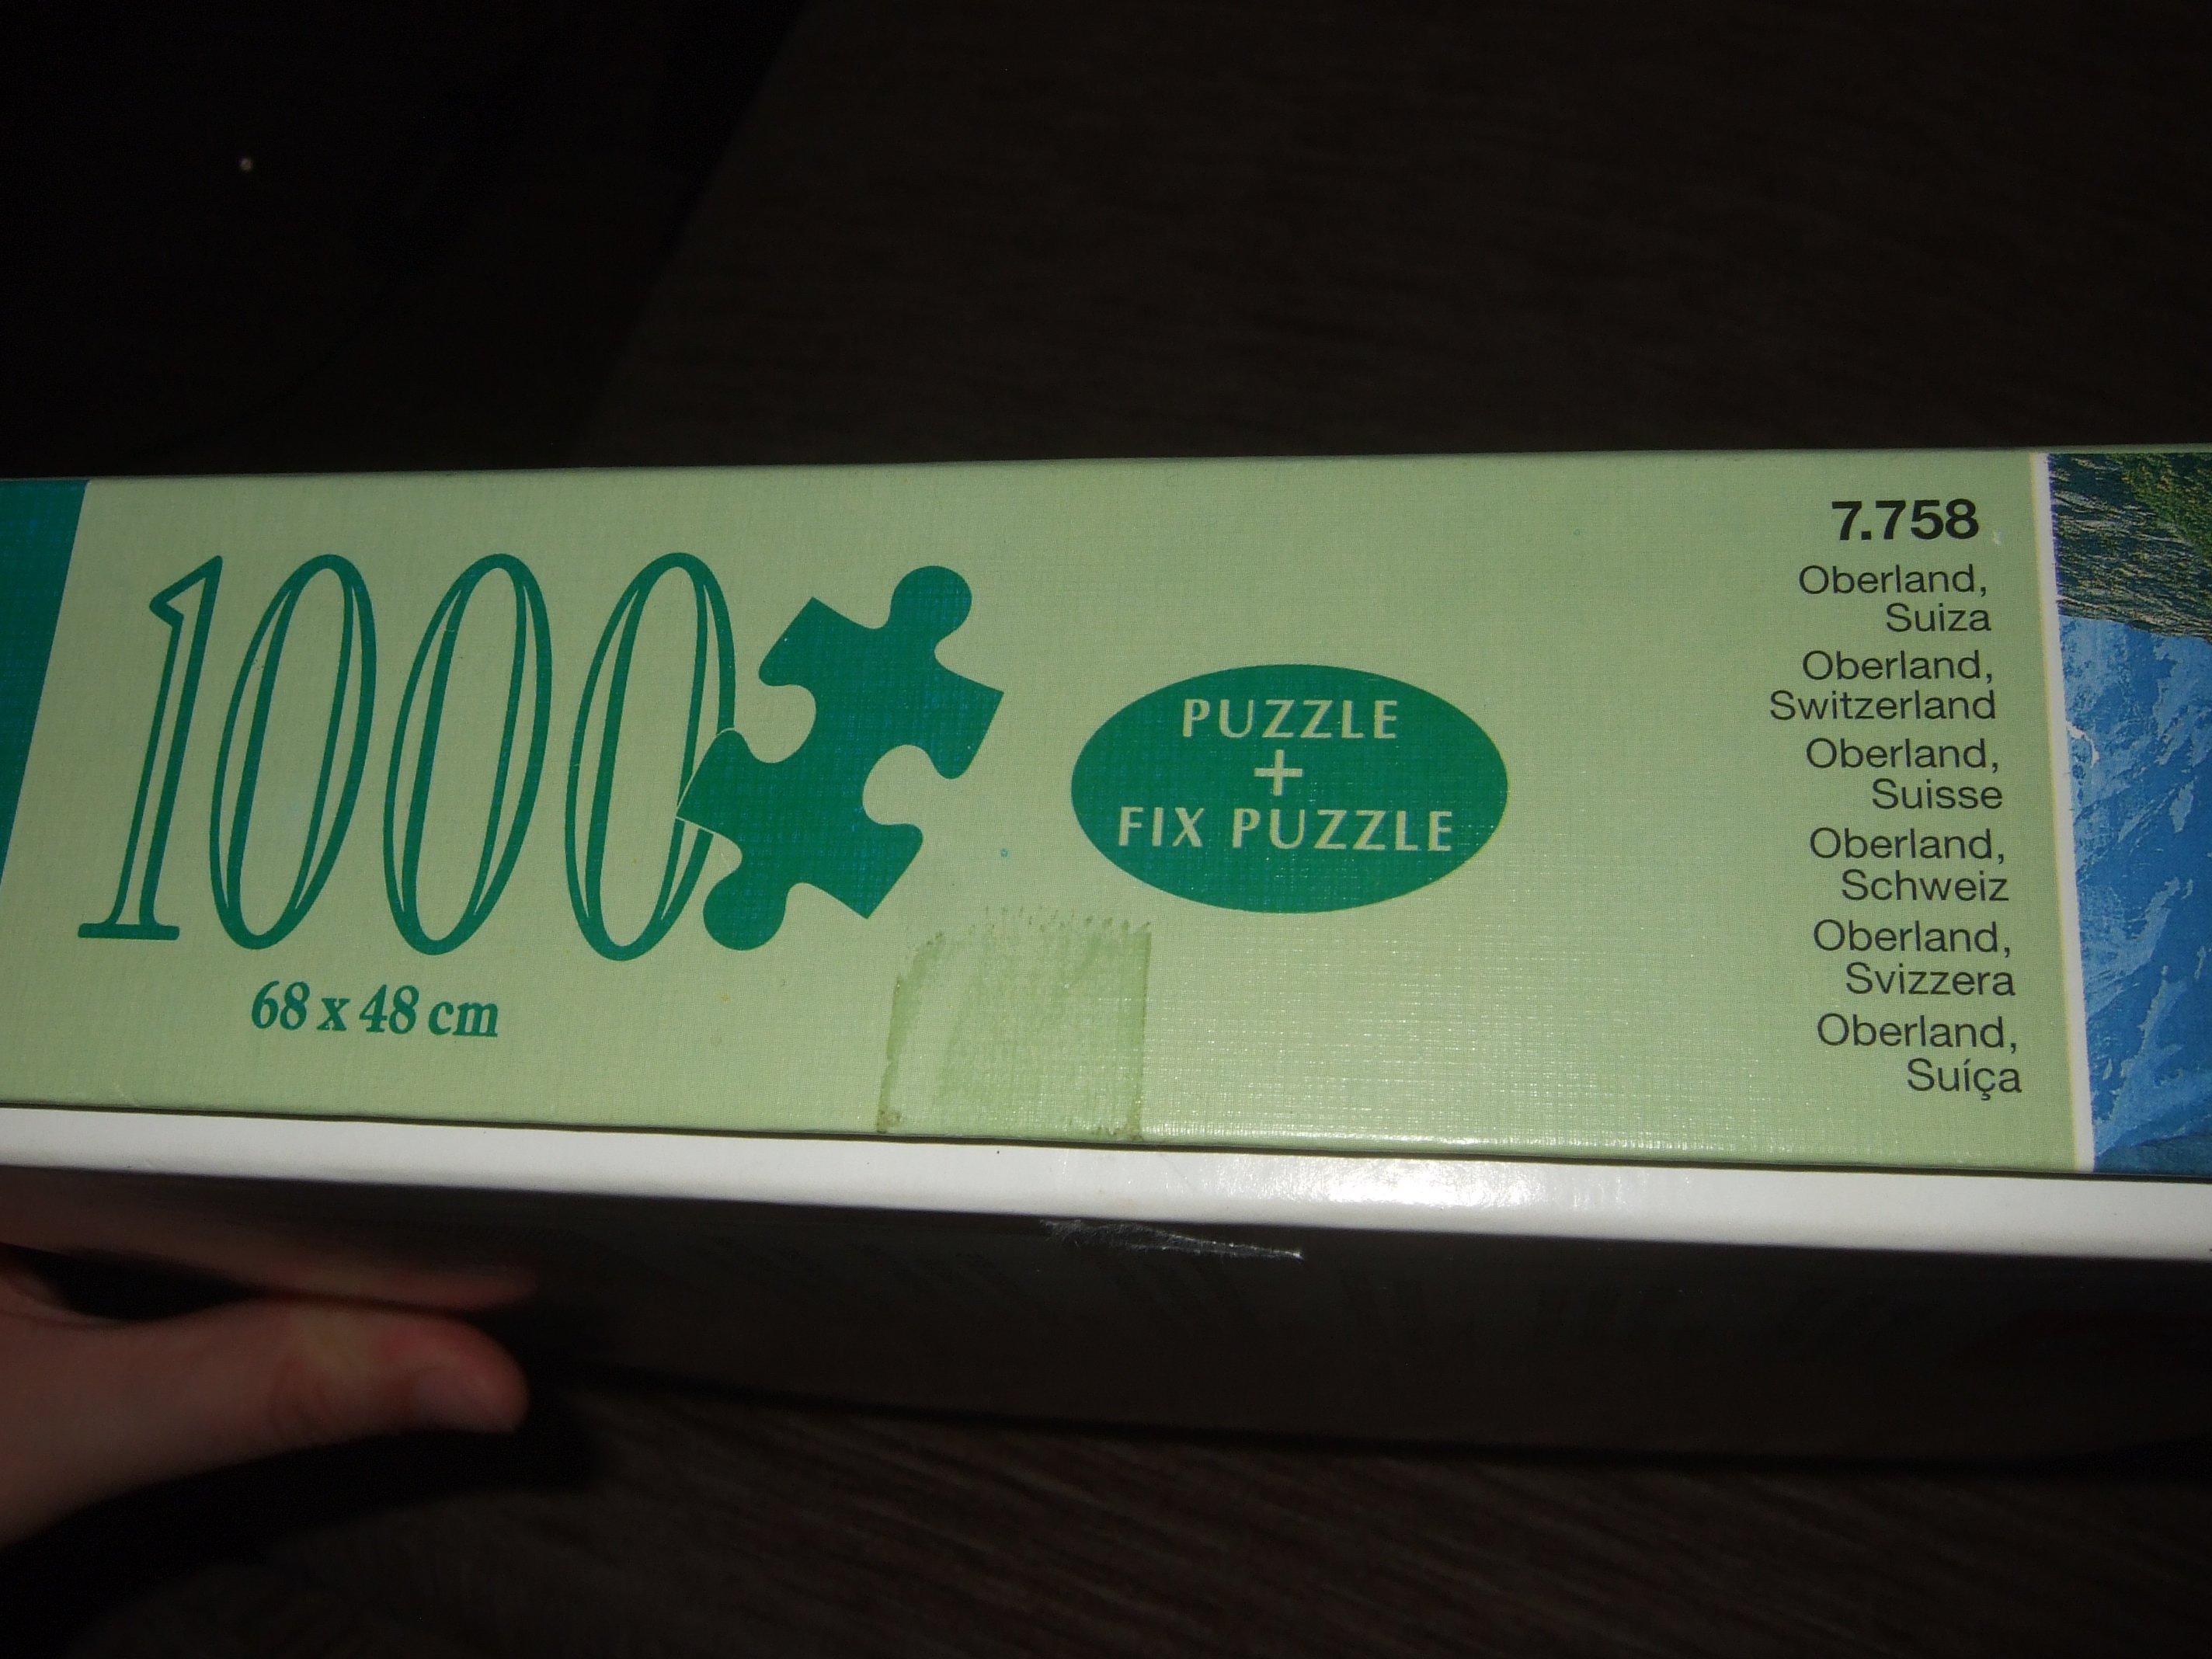 1000
68 x 48 cm
PUZZLE
+
FIX PUZZLE
7.758
Oberland,
Suiza
Oberland,
Switzerland
Oberland,
Suisse
Oberland,
Schweiz
Oberland,
Svizzera
Oberland,
Suíça